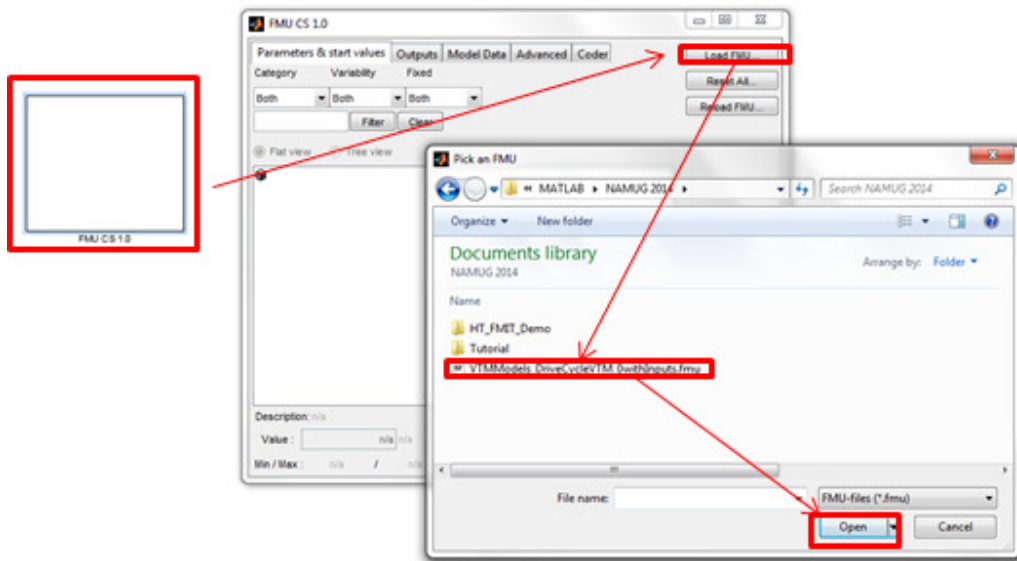 FMU CS 1.0
FMU CS 1.0
Parameters & start values Outputs Model Data Advanced Coder
Load FMU...
Category Variability Fixed
Reset All...
Both Both Both
Reload FMU...
Filter Clear
Flat view Tree view
Description: n/a
Value : n/a n/a
Min / Max : n/a / n/a
Pick an FMU
MATLAB NAMUG 2014
Search NAMUG 2014
Organize New folder
Documents library
NAMUG 2014
Arrange by: Folder
Name
HT_FMIT_Demo
Tutorial
VTMModels_DriveCycleVTM_0withInputs.fmu
File name:
FMU-files (*.fmu)
Open Cancel